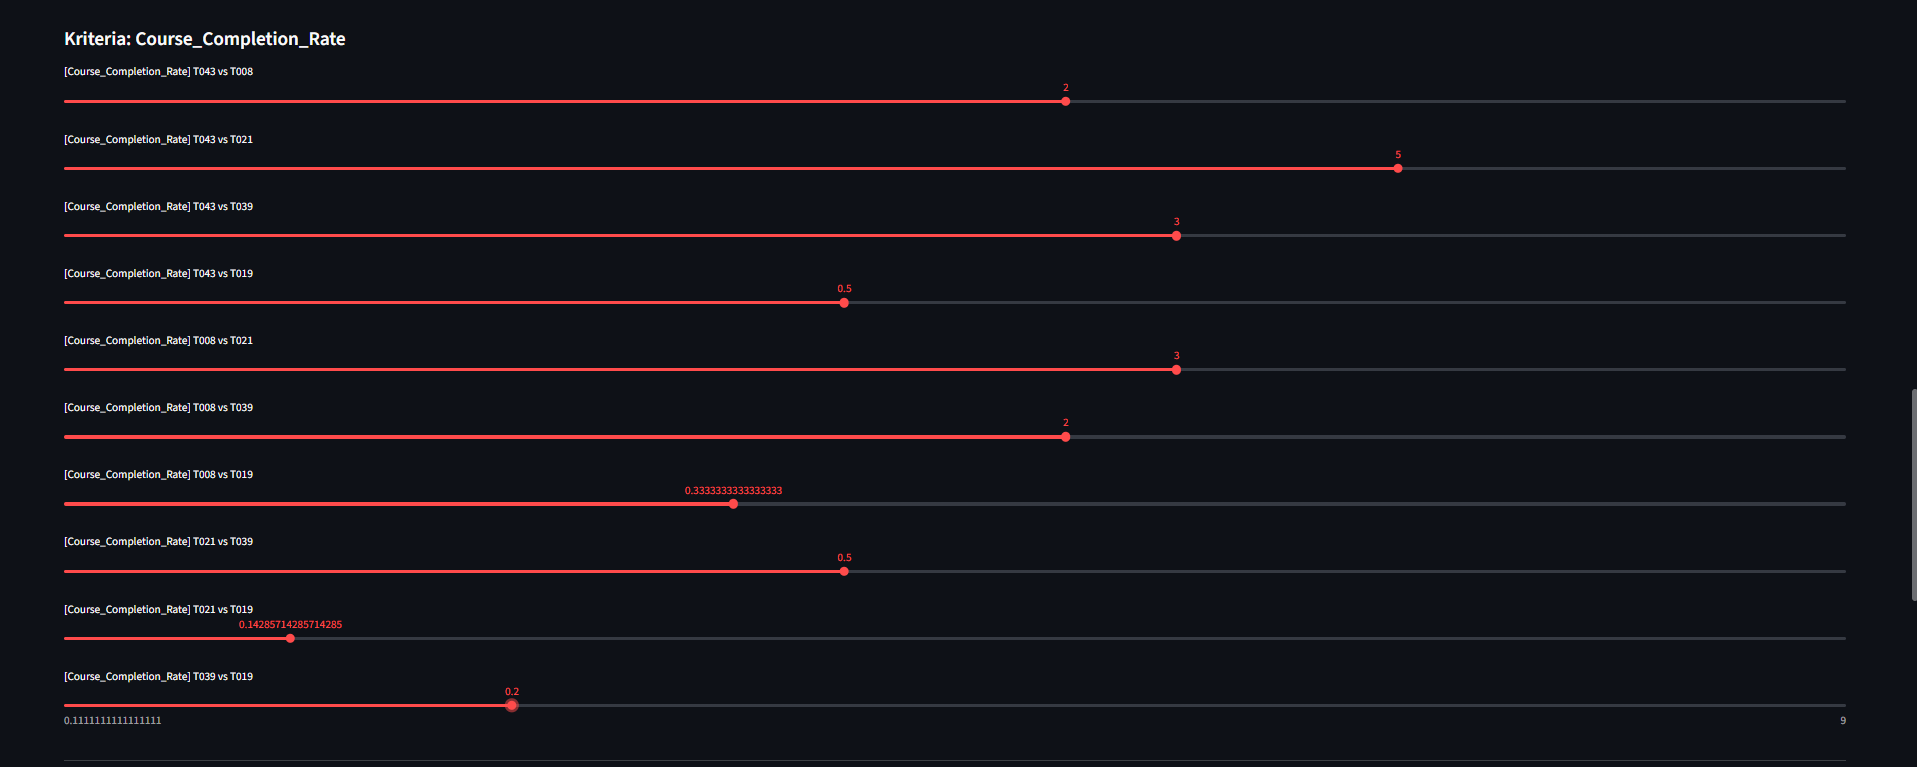 Kriteria: Course_Completion_Rate
[Course_Completion_Rate] T043 vs T008
2
[Course_Completion_Rate] T043 vs T021
5
[Course_Completion_Rate] T043 vs T039
3
[Course_Completion_Rate] T043 vs T019
0.5
[Course_Completion_Rate] T008 vs T021
3
[Course_Completion_Rate] T008 vs T039
2
[Course_Completion_Rate] T008 vs T019
0.3333333333333333
[Course_Completion_Rate] T021 vs T039
0.5
[Course_Completion_Rate] T021 vs T019
0.14285714285714285
[Course_Completion_Rate] T039 vs T019
0.2
0.1111111111111111 9